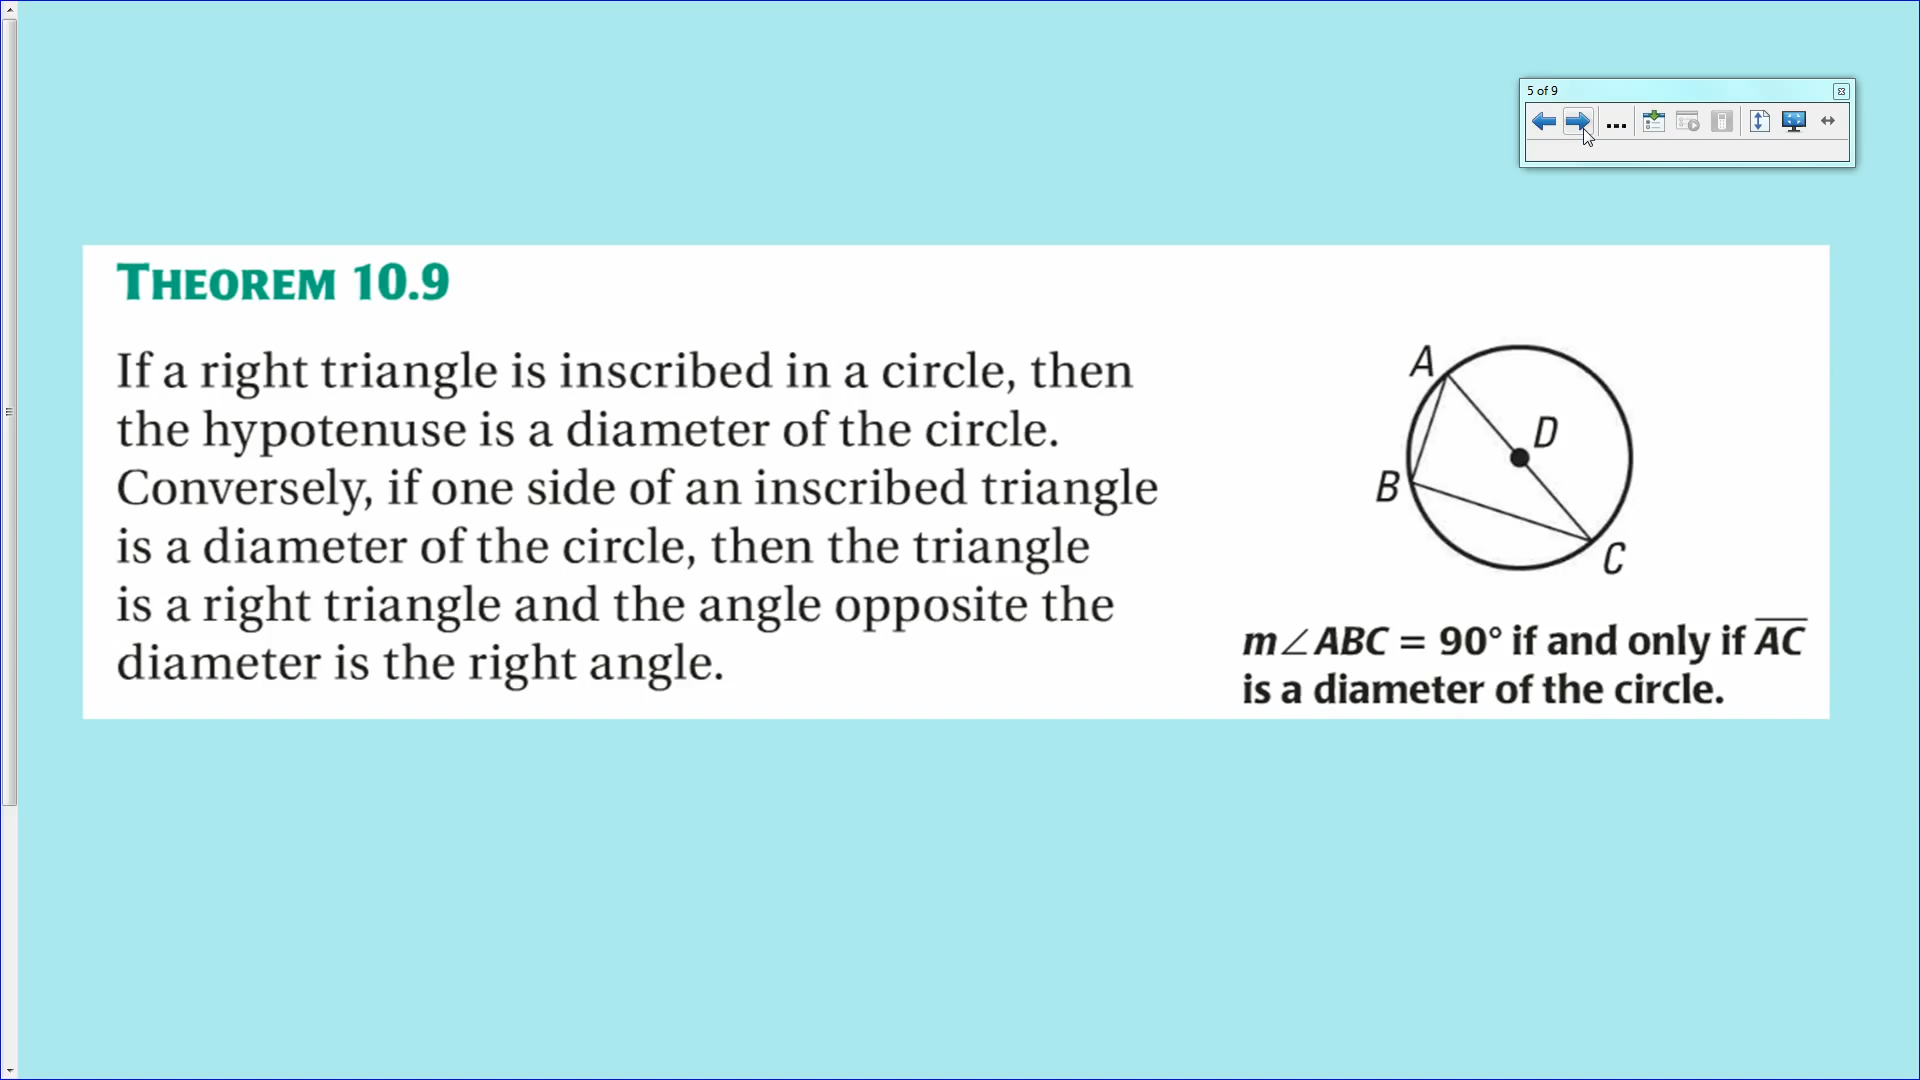 5 of 9
THEOREM 10.9
If a right triangle is inscribed in a circle, then
the hypotenuse is a diameter of the circle.
Conversely, if one side of an inscribed triangle
is a diameter of the circle, then the triangle
is a right triangle and the angle opposite the
diameter is the right angle.
A
D
B
C
m∠ABC = 90° if and only if A̅C̅
is a diameter of the circle.